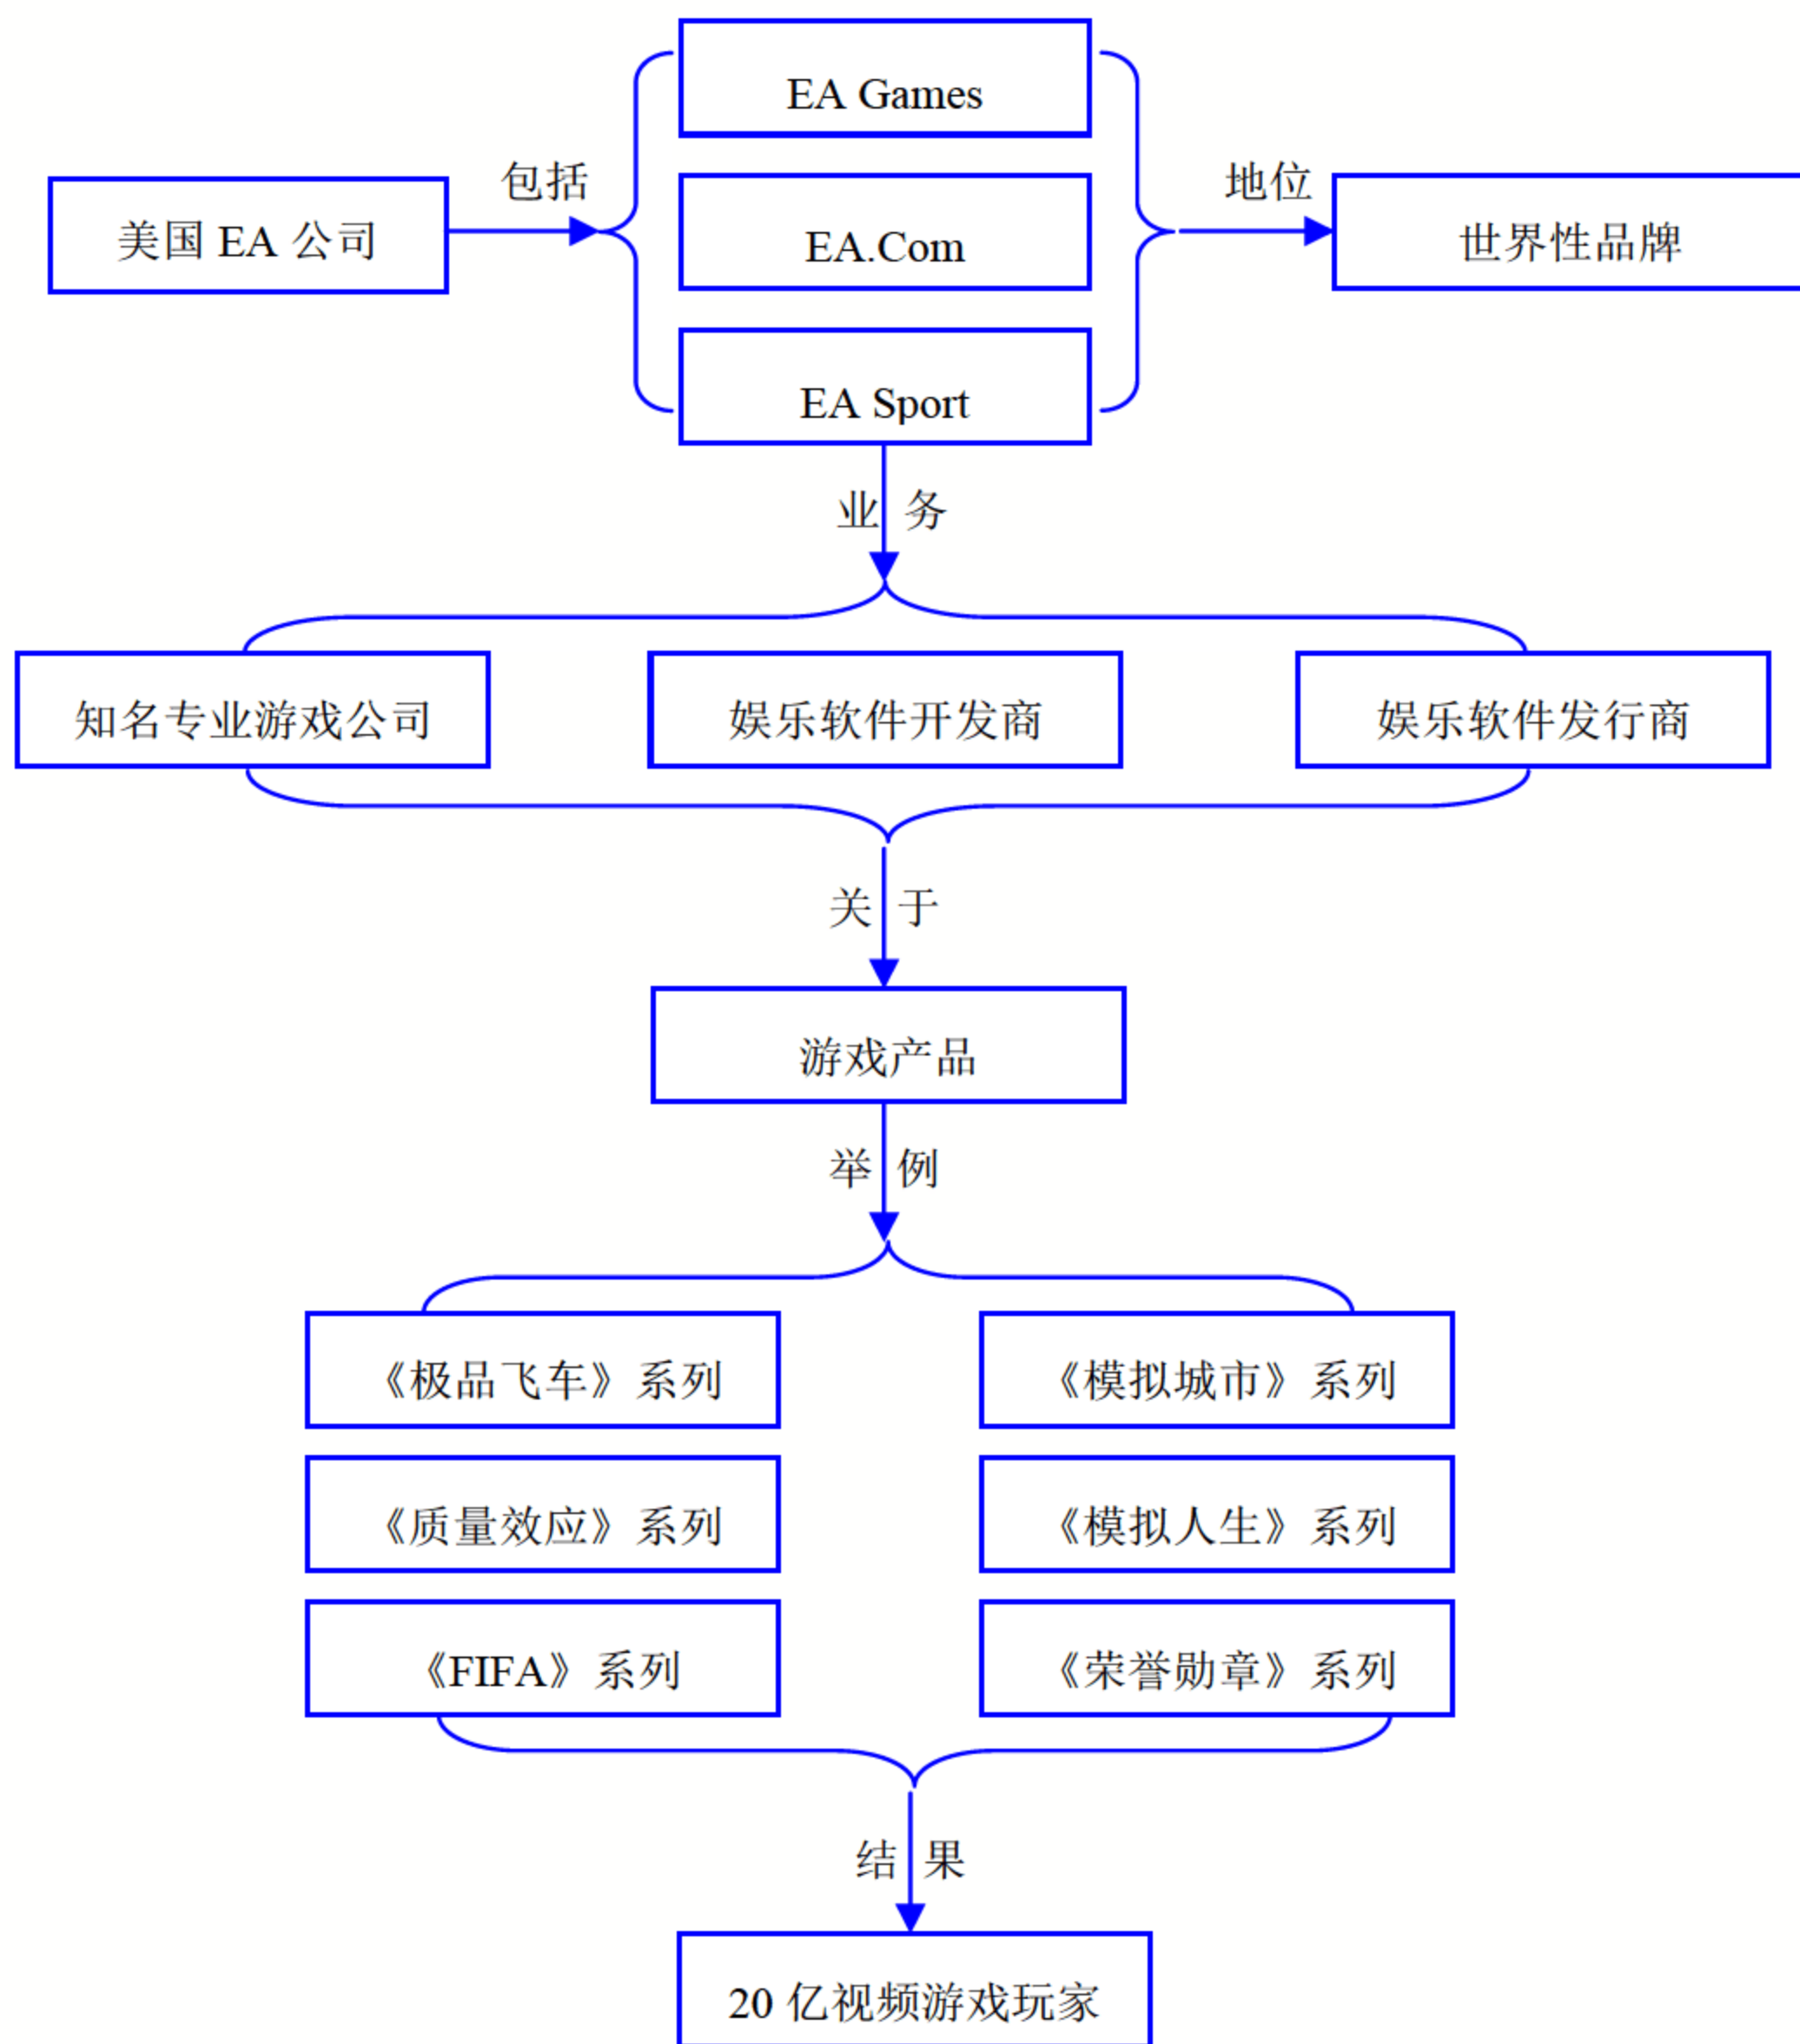 EA Games
包括
地位
美国 EA 公司
EA.Com
世界性品牌
EA Sport
业务
知名专业游戏公司
娱乐软件开发商
娱乐软件发行商
关于
游戏产品
举例
《极品飞车》系列
《模拟城市》系列
《质量效应》系列
《模拟人生》系列
《FIFA》系列
《荣誉勋章》系列
结果
20 亿视频游戏玩家